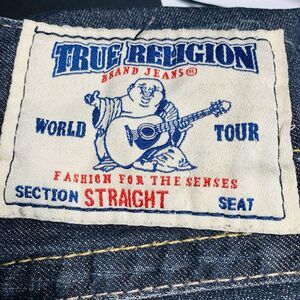 TRUE RELIGION
BRAND JEANS®
WORLD TOUR
FASHION FOR THE SENSES
SECTION STRAIGHT SEAT